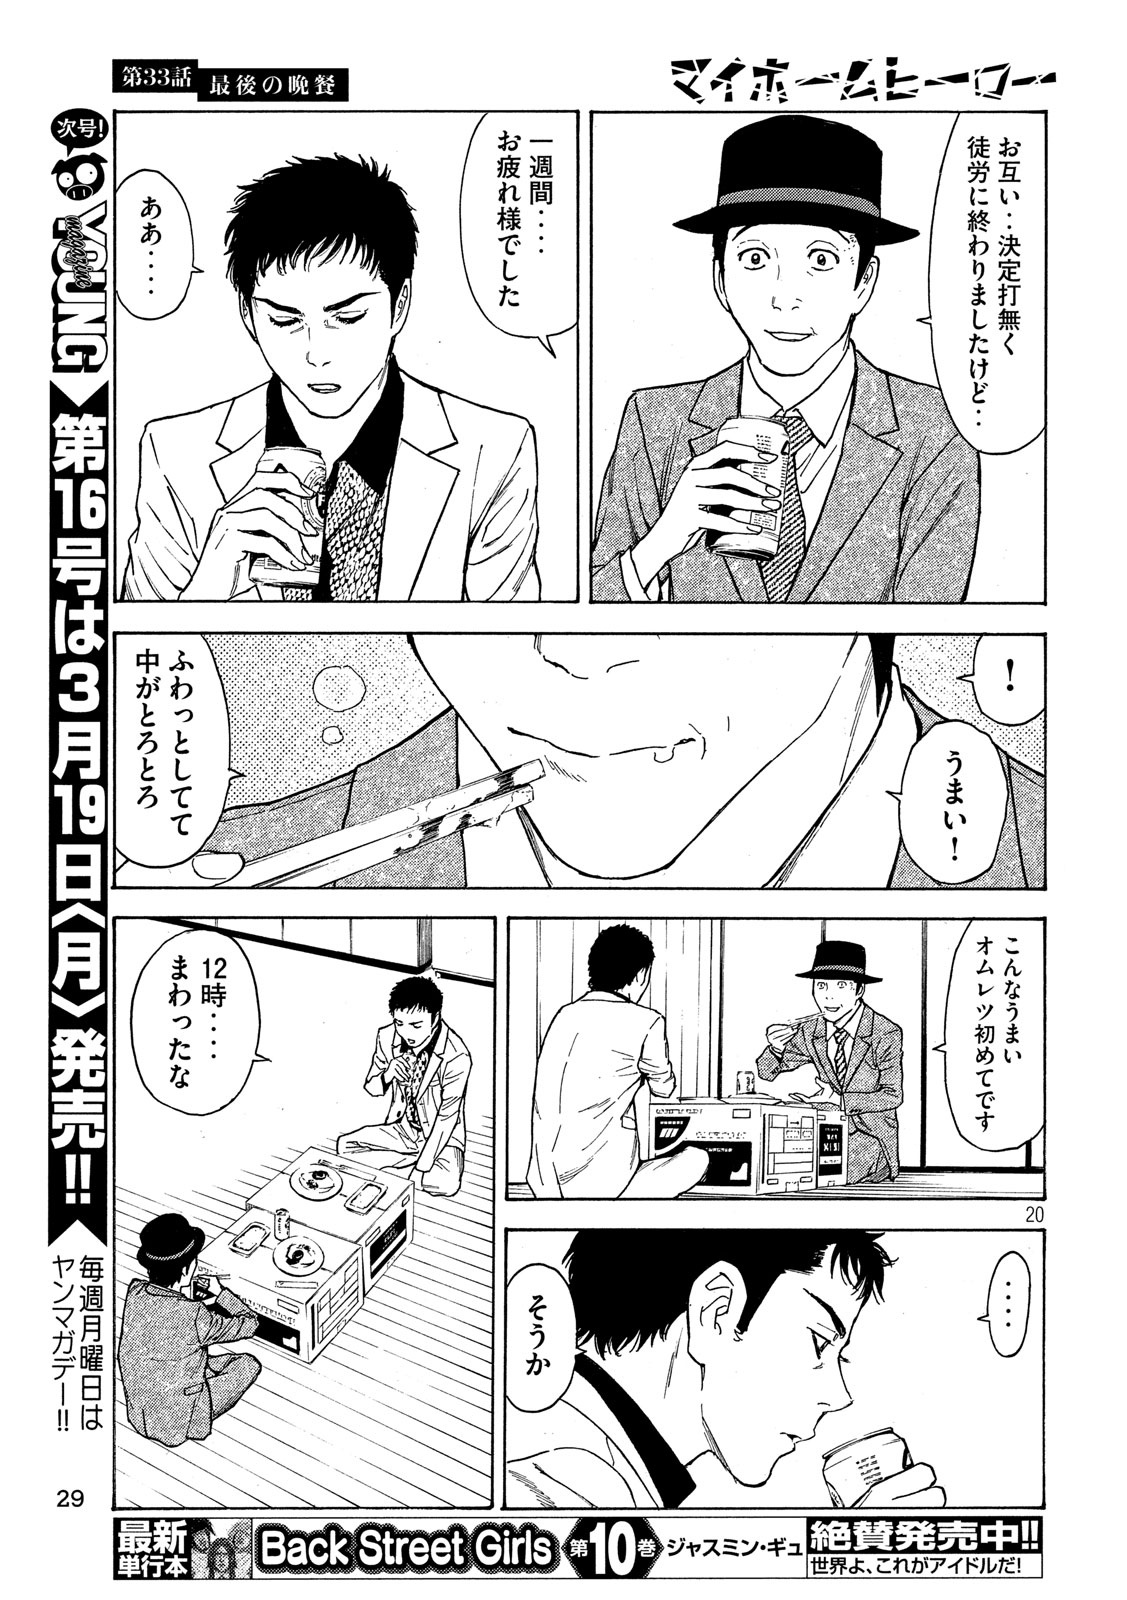 第33話
最後の晩餐
マイホームヒーロー
お互い‥決定打無く
徒労に終わりましたけど‥
一週間‥‥
お疲れ様でした
ああ‥‥
！
うまい！
ふわっとしてて
中がとろとろ
こんなうまい
オムレツ初めてです
20
‥‥
そうか
12時‥‥
まわったな
次号!
YOUNG
magazine
第16号は3月19日〈月〉発売!!
毎週月曜日は
ヤンマガデー!!
29
最新
単行本
Back Street Girls
第10巻
ジャスミン・ギュ
絶賛発売中!!
世界よ、これがアイドルだ!